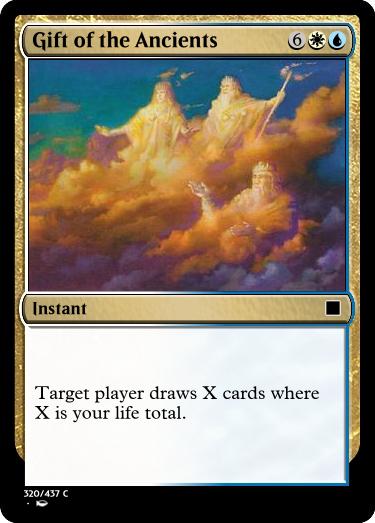 Gift of the Ancients 6
Instant
Target player draws X cards where
X is your life total.
320/437 C